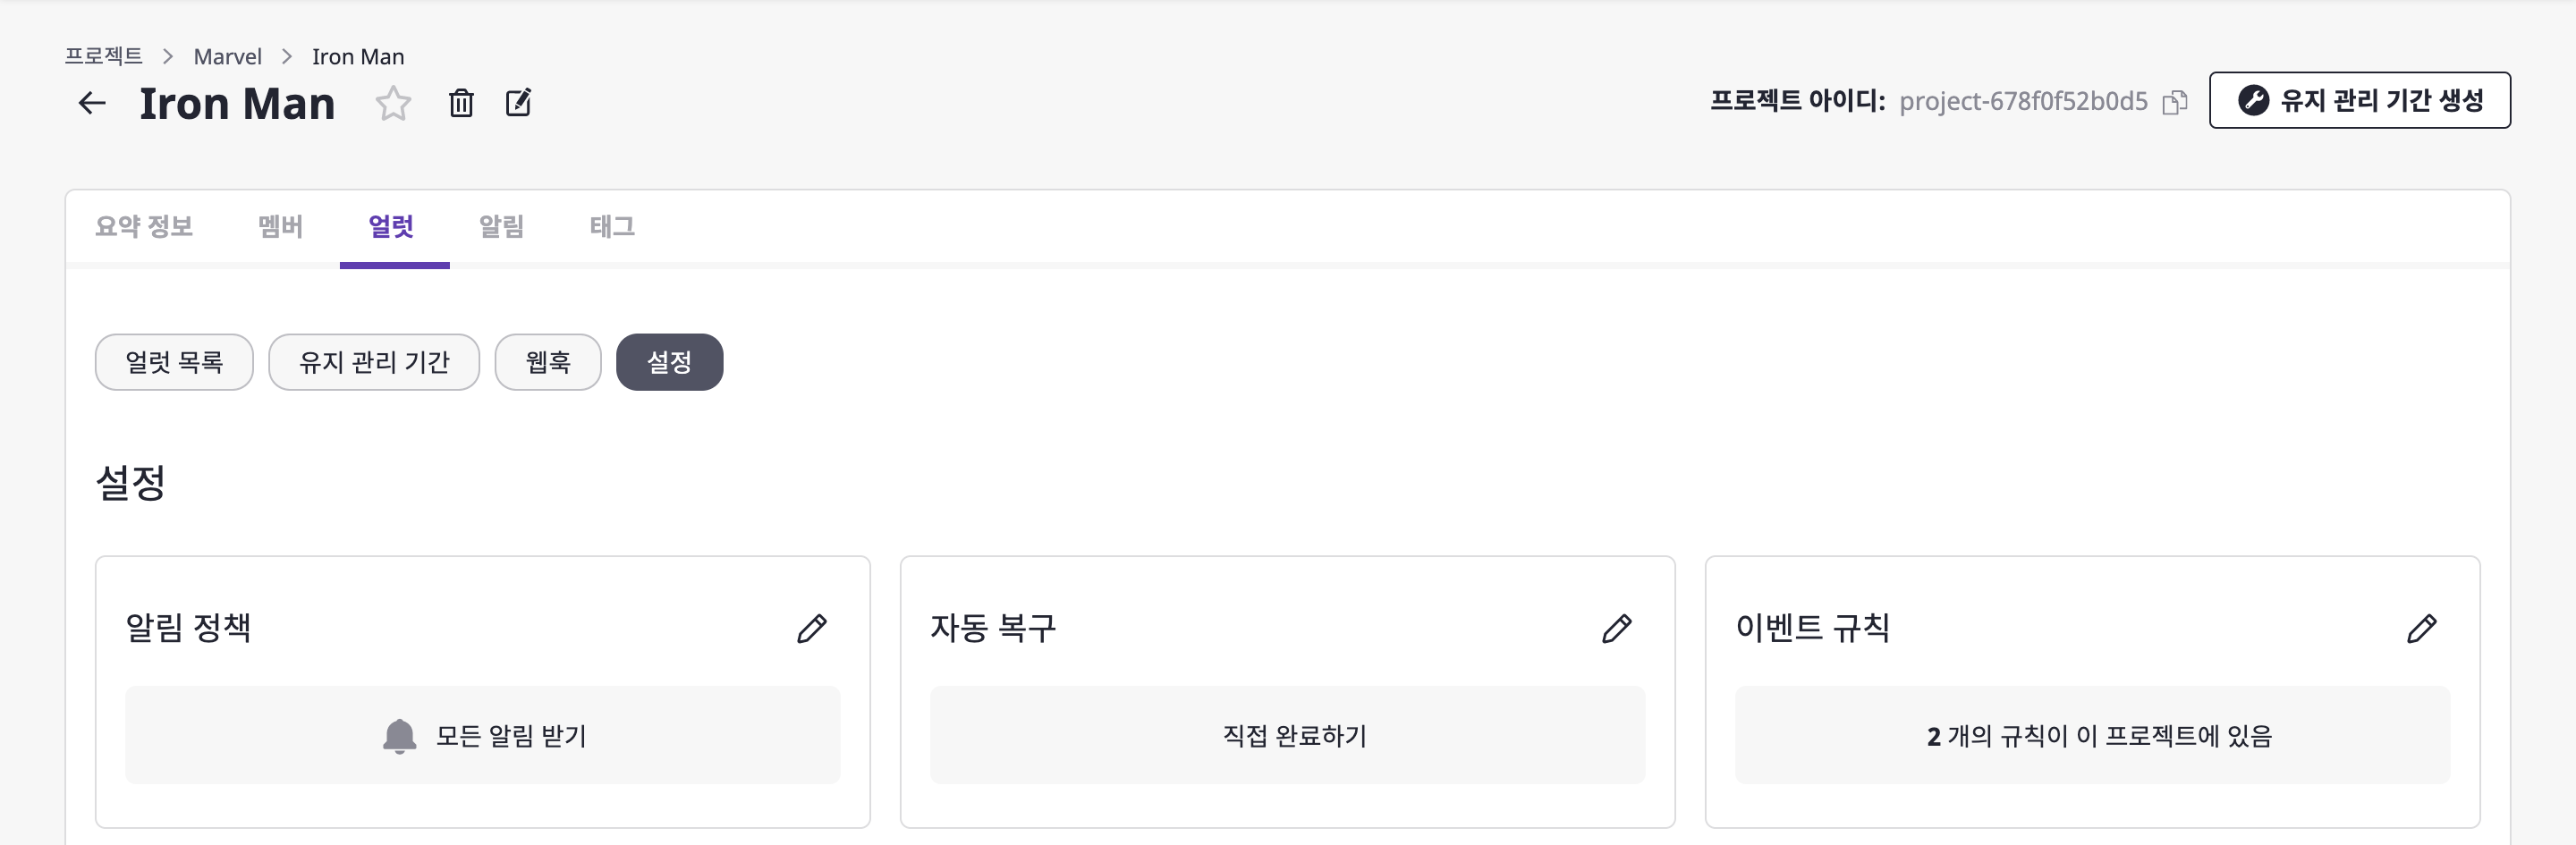 프로젝트 > Marvel > Iron Man
Iron Man
프로젝트 아이디: project-678f0f52b0d5
유지 관리 기간 생성
요약 정보 멤버 얼럿 알림 태그
얼럿 목록 유지 관리 기간 웹훅 설정
설정
알림 정책
모든 알림 받기
자동 복구
직접 완료하기
이벤트 규칙
2 개의 규칙이 이 프로젝트에 있음